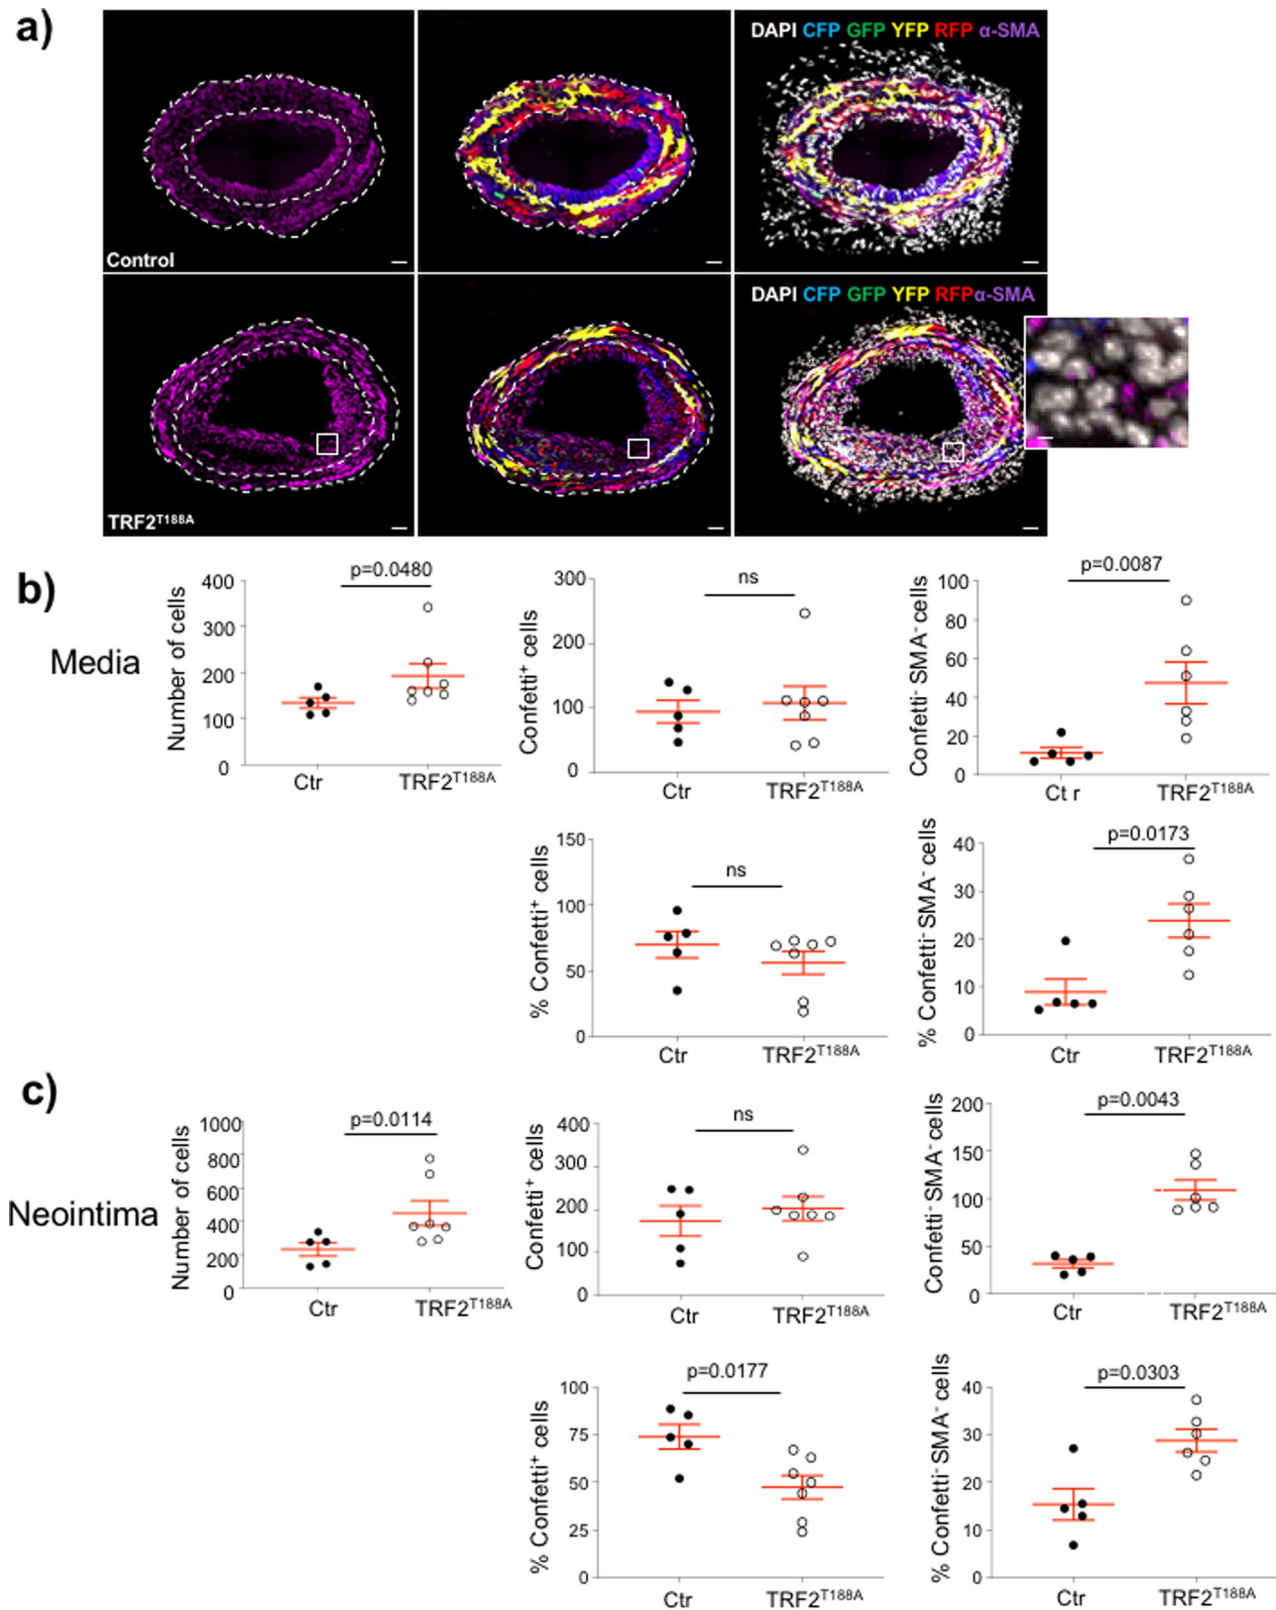 a)
DAPI CFP GFP YFP RFP α-SMA
Control
DAPI CFP GFP YFP RFPα-SMA
TRF2ᵀ¹⁸⁸ᴬ
b)
Media
Number of cells
400
300
200
100
0
p=0.0480
Ctr
TRF2ᵀ¹⁸⁸ᴬ
Confetti⁺ cells
300
200
100
0
ns
Ctr
TRF2ᵀ¹⁸⁸ᴬ
Confetti⁻ SMA⁻ cells
100
80
60
40
20
0
p=0.0087
Ct r
TRF2ᵀ¹⁸⁸ᴬ
% Confetti⁺ cells
150
100
50
0
ns
Ctr
TRF2ᵀ¹⁸⁸ᴬ
% Confetti⁻ SMA⁻ cells
40
30
20
10
0
p=0.0173
Ctr
TRF2ᵀ¹⁸⁸ᴬ
c)
Neointima
Number of cells
1000
800
600
400
200
0
p=0.0114
Ctr
TRF2ᵀ¹⁸⁸ᴬ
Confetti⁺ cells
400
300
200
100
0
ns
Ctr
TRF2ᵀ¹⁸⁸ᴬ
Confetti⁻ SMA⁻ cells
200
150
100
50
0
p=0.0043
Ctr
TRF2ᵀ¹⁸⁸ᴬ
% Confetti⁺ cells
100
75
50
25
0
p=0.0177
Ctr
TRF2ᵀ¹⁸⁸ᴬ
% Confetti⁻ SMA⁻ cells
40
30
20
10
0
p=0.0303
Ctr
TRF2ᵀ¹⁸⁸ᴬ